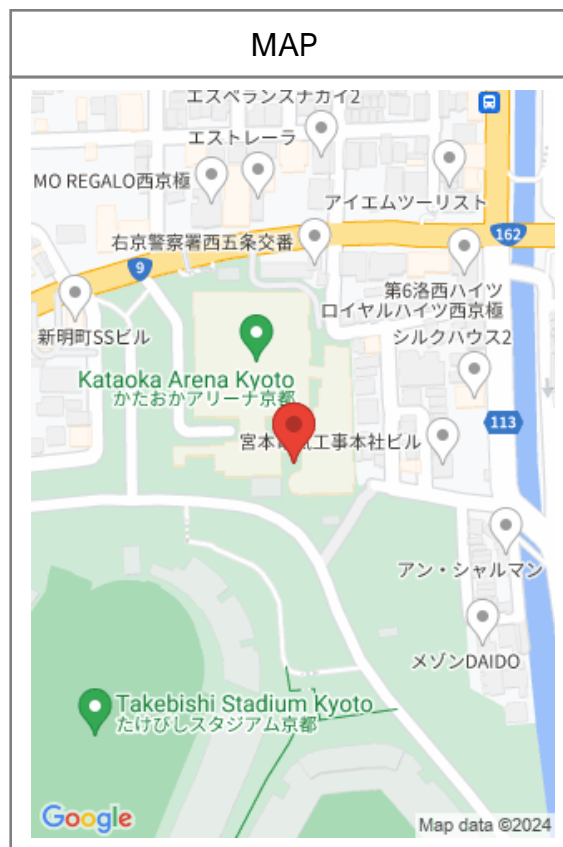 MAP
エスペランスナカイ2
エストレーラ
MO REGALO西京極
アイエムツーリスト
右京警察署西五条交番
162
9
第6洛西ハイツ
ロイヤルハイツ西京極
新明町SSビル
シルクハウス2
Kataoka Arena Kyoto
かたおかアリーナ京都
113
宮本
工事本社ビル
アン・シャルマン
メゾンDAIDO
Takebishi Stadium Kyoto
たけびしスタジアム京都
Google
Map data ©2024